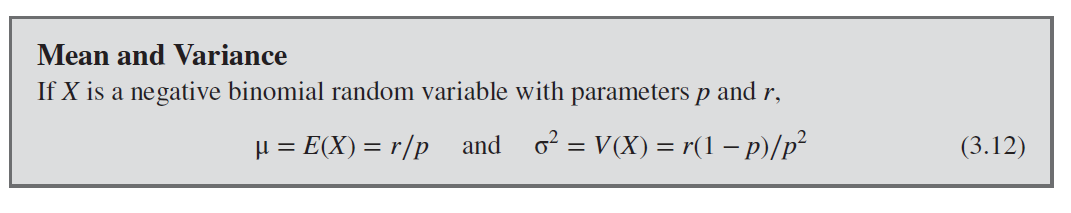 Mean and Variance
If X is a negative binomial random variable with parameters p and r,
μ = E(X) = r/p and σ² = V(X) = r(1 – p)/p² (3.12)